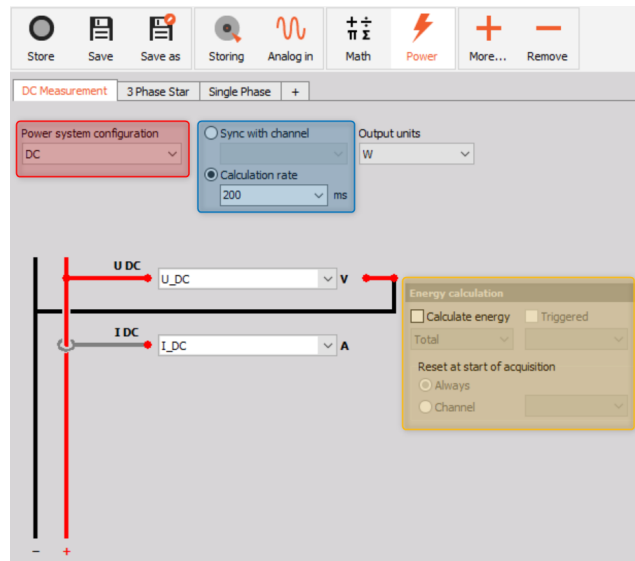 Store Save Save as Storing Analog in Math Power More... Remove
DC Measurement 3 Phase Star Single Phase +
Power system configuration
DC
Sync with channel
Calculation rate
200 ms
Output units
W
U DC
U_DC V
I DC
I_DC A
Energy calculation
Calculate energy Triggered
Total
Reset at start of acquisition
Always
Channel
− +